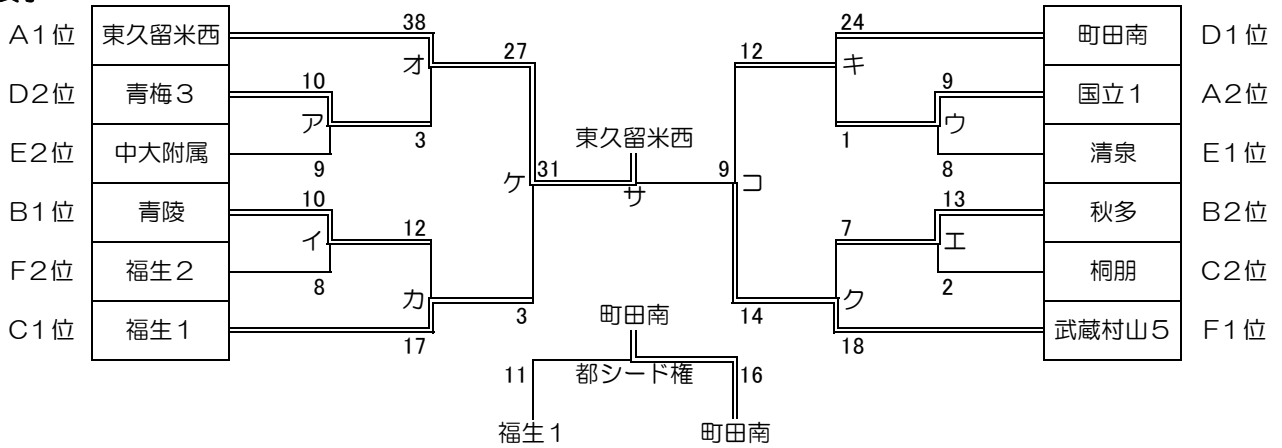 A1位 東久留米西 38 24 町田南 D1位
オ 27 12 キ
D2位 青梅3 10 9 国立1 A2位
ア 3 東久留米西 1 ウ
E2位 中大附属 9 8 清泉 E1位
ケ 31 サ 9 コ
B1位 青陵 10 12 7 13 秋多 B2位
イ エ
F2位 福生2 8 2 桐朋 C2位
カ 3 町田南 14 ク
C1位 福生1 17 18 武蔵村山5 F1位
11 都シード権 16
福生1 町田南